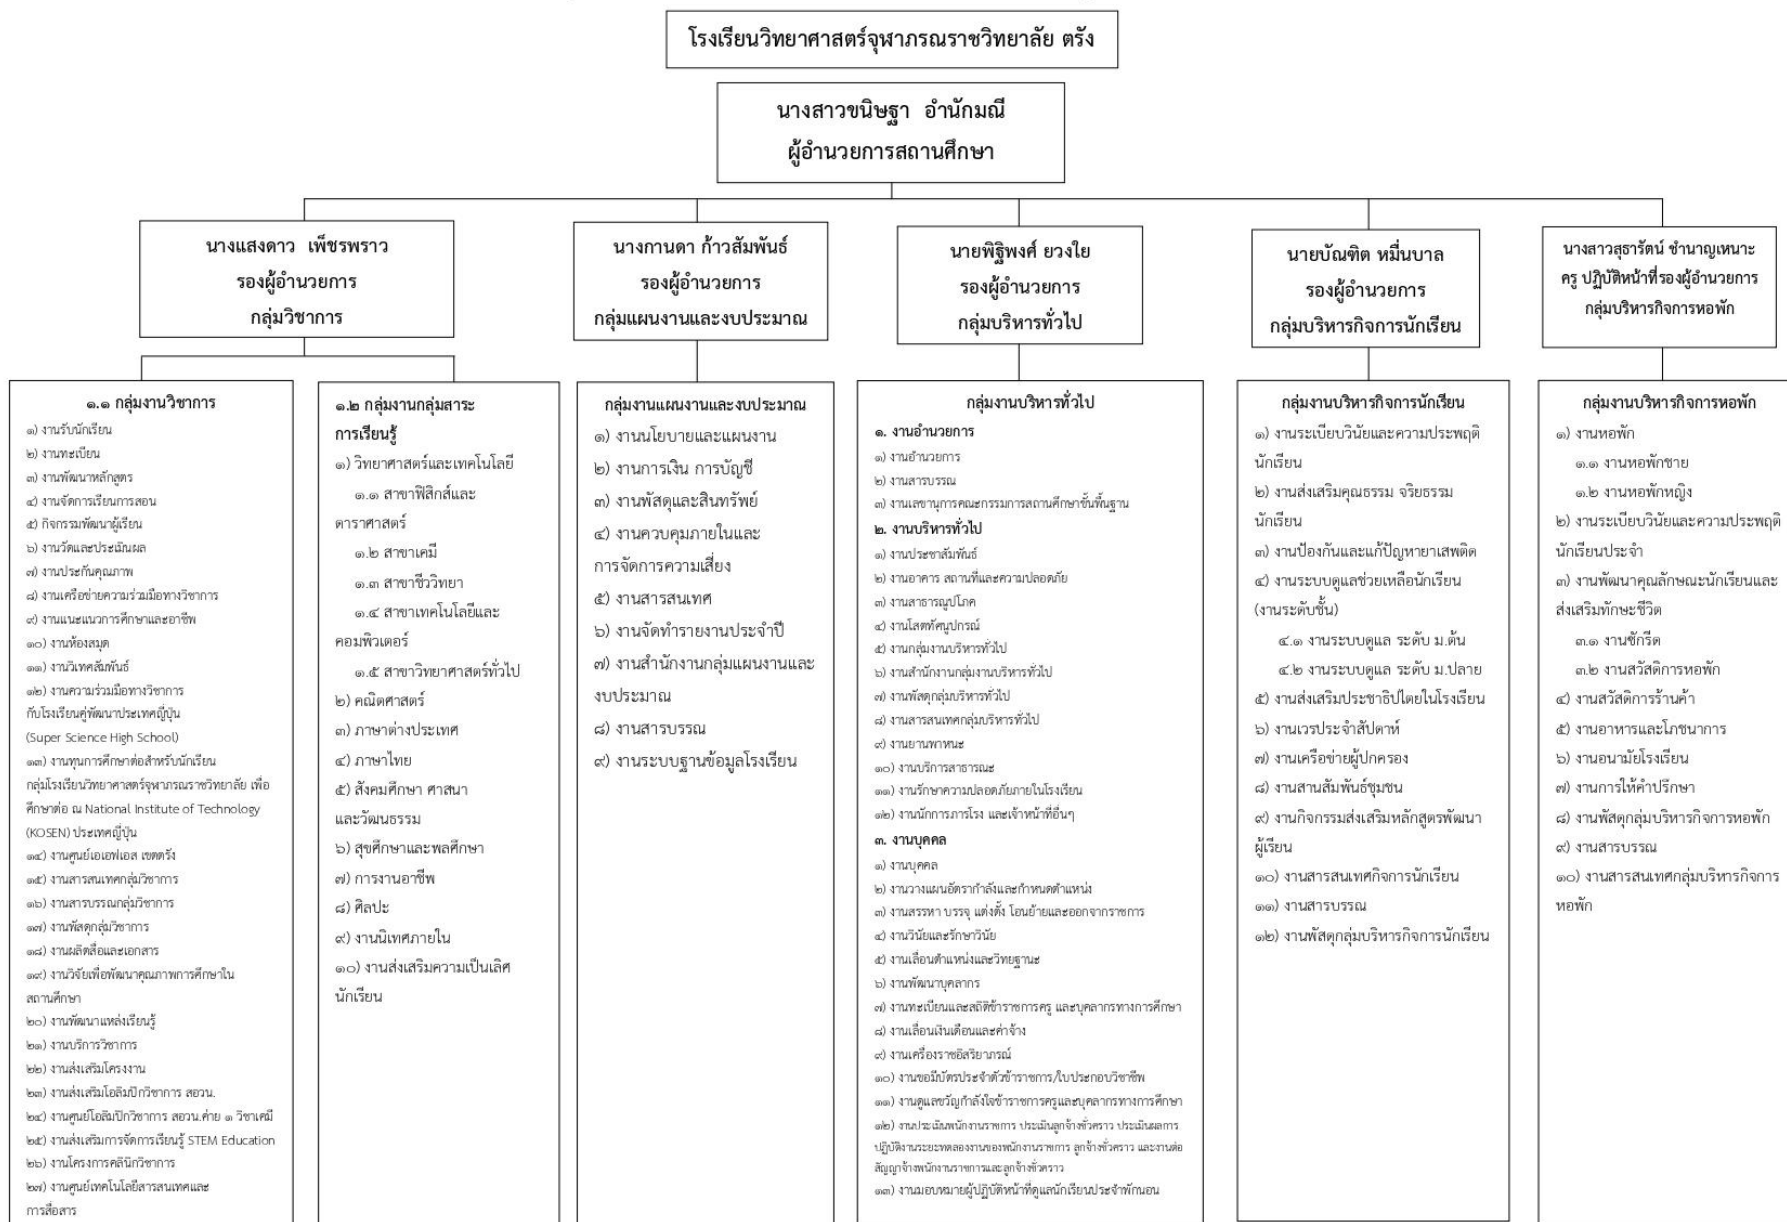 โรงเรียนวิทยาศาสตร์จุฬาภรณราชวิทยาลัย ตรัง
นางสาวขนิษฐา อำนักมณี
ผู้อำนวยการสถานศึกษา
นางแสงดาว เพ็ชรพราว
รองผู้อำนวยการ
กลุ่มวิชาการ
นางกานดา ก้าวสัมพันธ์
รองผู้อำนวยการ
กลุ่มแผนงานและงบประมาณ
นายพิฐิพงศ์ ยวงใย
รองผู้อำนวยการ
กลุ่มบริหารทั่วไป
นายบัณฑิต หมื่นบาล
รองผู้อำนวยการ
กลุ่มบริหารกิจการนักเรียน
นางสาวสุธารัตน์ ชำนาญเหนาะ
ครู ปฏิบัติหน้าที่รองผู้อำนวยการ
กลุ่มบริหารกิจการหอพัก
๑.๑ กลุ่มงานวิชาการ
๑) งานรับนักเรียน
๒) งานทะเบียน
๓) งานพัฒนาหลักสูตร
๔) งานจัดการเรียนการสอน
๕) กิจกรรมพัฒนาผู้เรียน
๖) งานวัดและประเมินผล
๗) งานประกันคุณภาพ
๘) งานเครือข่ายความร่วมมือทางวิชาการ
๙) งานแนะแนวการศึกษาและอาชีพ
๑๐) งานห้องสมุด
๑๑) งานวิเทศสัมพันธ์
๑๒) งานความร่วมมือทางวิชาการ
กับโรงเรียนคู่พัฒนาประเทศญี่ปุ่น
(Super Science High School)
๑๓) งานทุนการศึกษาต่อสำหรับนักเรียน
กลุ่มโรงเรียนวิทยาศาสตร์จุฬาภรณราชวิทยาลัย เพื่อ
ศึกษาต่อ ณ National Institute of Technology
(KOSEN) ประเทศญี่ปุ่น
๑๔) งานศูนย์เอเอฟเอส เขตตรัง
๑๕) งานสารสนเทศกลุ่มวิชาการ
๑๖) งานสารบรรณกลุ่มวิชาการ
๑๗) งานพัสดุกลุ่มวิชาการ
๑๘) งานผลิตสื่อและเอกสาร
๑๙) งานวิจัยเพื่อพัฒนาคุณภาพการศึกษาใน
สถานศึกษา
๒๐) งานพัฒนาแหล่งเรียนรู้
๒๑) งานบริการวิชาการ
๒๒) งานส่งเสริมโครงงาน
๒๓) งานส่งเสริมโอลิมปิกวิชาการ สอวน.
๒๔) งานศูนย์โอลิมปิกวิชาการ สอวน.ค่าย ๑ วิชาเคมี
๒๕) งานส่งเสริมการจัดการเรียนรู้ STEM Education
๒๖) งานโครงการคลินิกวิชาการ
๒๗) งานศูนย์เทคโนโลยีสารสนเทศและ
การสื่อสาร
๑.๒ กลุ่มงานกลุ่มสาระ
การเรียนรู้
๑) วิทยาศาสตร์และเทคโนโลยี
๑.๑ สาขาฟิสิกส์และ
ดาราศาสตร์
๑.๒ สาขาเคมี
๑.๓ สาขาชีววิทยา
๑.๔ สาขาเทคโนโลยีและ
คอมพิวเตอร์
๑.๕ สาขาวิทยาศาสตร์ทั่วไป
๒) คณิตศาสตร์
๓) ภาษาต่างประเทศ
๔) ภาษาไทย
๕) สังคมศึกษา ศาสนา
และวัฒนธรรม
๖) สุขศึกษาและพลศึกษา
๗) การงานอาชีพ
๘) ศิลปะ
๙) งานนิเทศภายใน
๑๐) งานส่งเสริมความเป็นเลิศ
นักเรียน
กลุ่มงานแผนงานและงบประมาณ
๑) งานนโยบายและแผนงาน
๒) งานการเงิน การบัญชี
๓) งานพัสดุและสินทรัพย์
๔) งานควบคุมภายในและ
การจัดการความเสี่ยง
๕) งานสารสนเทศ
๖) งานจัดทำรายงานประจำปี
๗) งานสำนักงานกลุ่มแผนงานและ
งบประมาณ
๘) งานสารบรรณ
๙) งานระบบฐานข้อมูลโรงเรียน
กลุ่มงานบริหารทั่วไป
๑. งานอำนวยการ
๑) งานอำนวยการ
๒) งานสารบรรณ
๓) งานเลขานุการคณะกรรมการสถานศึกษาขั้นพื้นฐาน
๒. งานบริหารทั่วไป
๑) งานประชาสัมพันธ์
๒) งานอาคาร สถานที่และความปลอดภัย
๓) งานสาธารณูปโภค
๔) งานโสตทัศนูปกรณ์
๕) งานกลุ่มงานบริหารทั่วไป
๖) งานสำนักงานกลุ่มงานบริหารทั่วไป
๗) งานพัสดุกลุ่มบริหารทั่วไป
๘) งานสารสนเทศกลุ่มบริหารทั่วไป
๙) งานยานพาหนะ
๑๐) งานบริการสาธารณะ
๑๑) งานรักษาความปลอดภัยภายในโรงเรียน
๑๒) งานนักการภารโรง และเจ้าหน้าที่อื่นๆ
๓. งานบุคคล
๑) งานบุคคล
๒) งานวางแผนอัตรากำลังและกำหนดตำแหน่ง
๓) งานสรรหา บรรจุ แต่งตั้ง โอนย้ายและออกจากราชการ
๔) งานวินัยและรักษาวินัย
๕) งานเลื่อนตำแหน่งและวิทยฐานะ
๖) งานพัฒนาบุคลากร
๗) งานทะเบียนและสถิติข้าราชการครู และบุคลากรทางการศึกษา
๘) งานเลื่อนเงินเดือนและค่าจ้าง
๙) งานเครื่องราชอิสริยาภรณ์
๑๐) งานขอมีบัตรประจำตัวข้าราชการ/ใบประกอบวิชาชีพ
๑๑) งานดูแลขวัญกำลังใจข้าราชการครูและบุคลากรทางการศึกษา
๑๒) งานประเมินพนักงานราชการ ประเมินลูกจ้างชั่วคราว ประเมินผลการ
ปฏิบัติงานระยะทดลองงานของพนักงานราชการ ลูกจ้างชั่วคราว และงานต่อ
สัญญาจ้างพนักงานราชการและลูกจ้างชั่วคราว
๑๓) งานมอบหมายผู้ปฏิบัติหน้าที่ดูแลนักเรียนประจำพักนอน
กลุ่มงานบริหารกิจการนักเรียน
๑) งานระเบียบวินัยและความประพฤติ
นักเรียน
๒) งานส่งเสริมคุณธรรม จริยธรรม
นักเรียน
๓) งานป้องกันและแก้ปัญหายาเสพติด
๔) งานระบบดูแลช่วยเหลือนักเรียน
(งานระดับชั้น)
๔.๑ งานระบบดูแล ระดับ ม.ต้น
๔.๒ งานระบบดูแล ระดับ ม.ปลาย
๕) งานส่งเสริมประชาธิปไตยในโรงเรียน
๖) งานเวรประจำสัปดาห์
๗) งานเครือข่ายผู้ปกครอง
๘) งานสานสัมพันธ์ชุมชน
๙) งานกิจกรรมส่งเสริมหลักสูตรพัฒนา
ผู้เรียน
๑๐) งานสารสนเทศกิจการนักเรียน
๑๑) งานสารบรรณ
๑๒) งานพัสดุกลุ่มบริหารกิจการนักเรียน
กลุ่มงานบริหารกิจการหอพัก
๑) งานหอพัก
๑.๑ งานหอพักชาย
๑.๒ งานหอพักหญิง
๒) งานระเบียบวินัยและความประพฤติ
นักเรียนประจำ
๓) งานพัฒนาคุณลักษณะนักเรียนและ
ส่งเสริมทักษะชีวิต
๓.๑ งานซักรีด
๓.๒ งานสวัสดิการหอพัก
๔) งานสวัสดิการร้านค้า
๕) งานอาหารและโภชนาการ
๖) งานอนามัยโรงเรียน
๗) งานการให้คำปรึกษา
๘) งานพัสดุกลุ่มบริหารกิจการหอพัก
๙) งานสารบรรณ
๑๐) งานสารสนเทศกลุ่มบริหารกิจการ
หอพัก